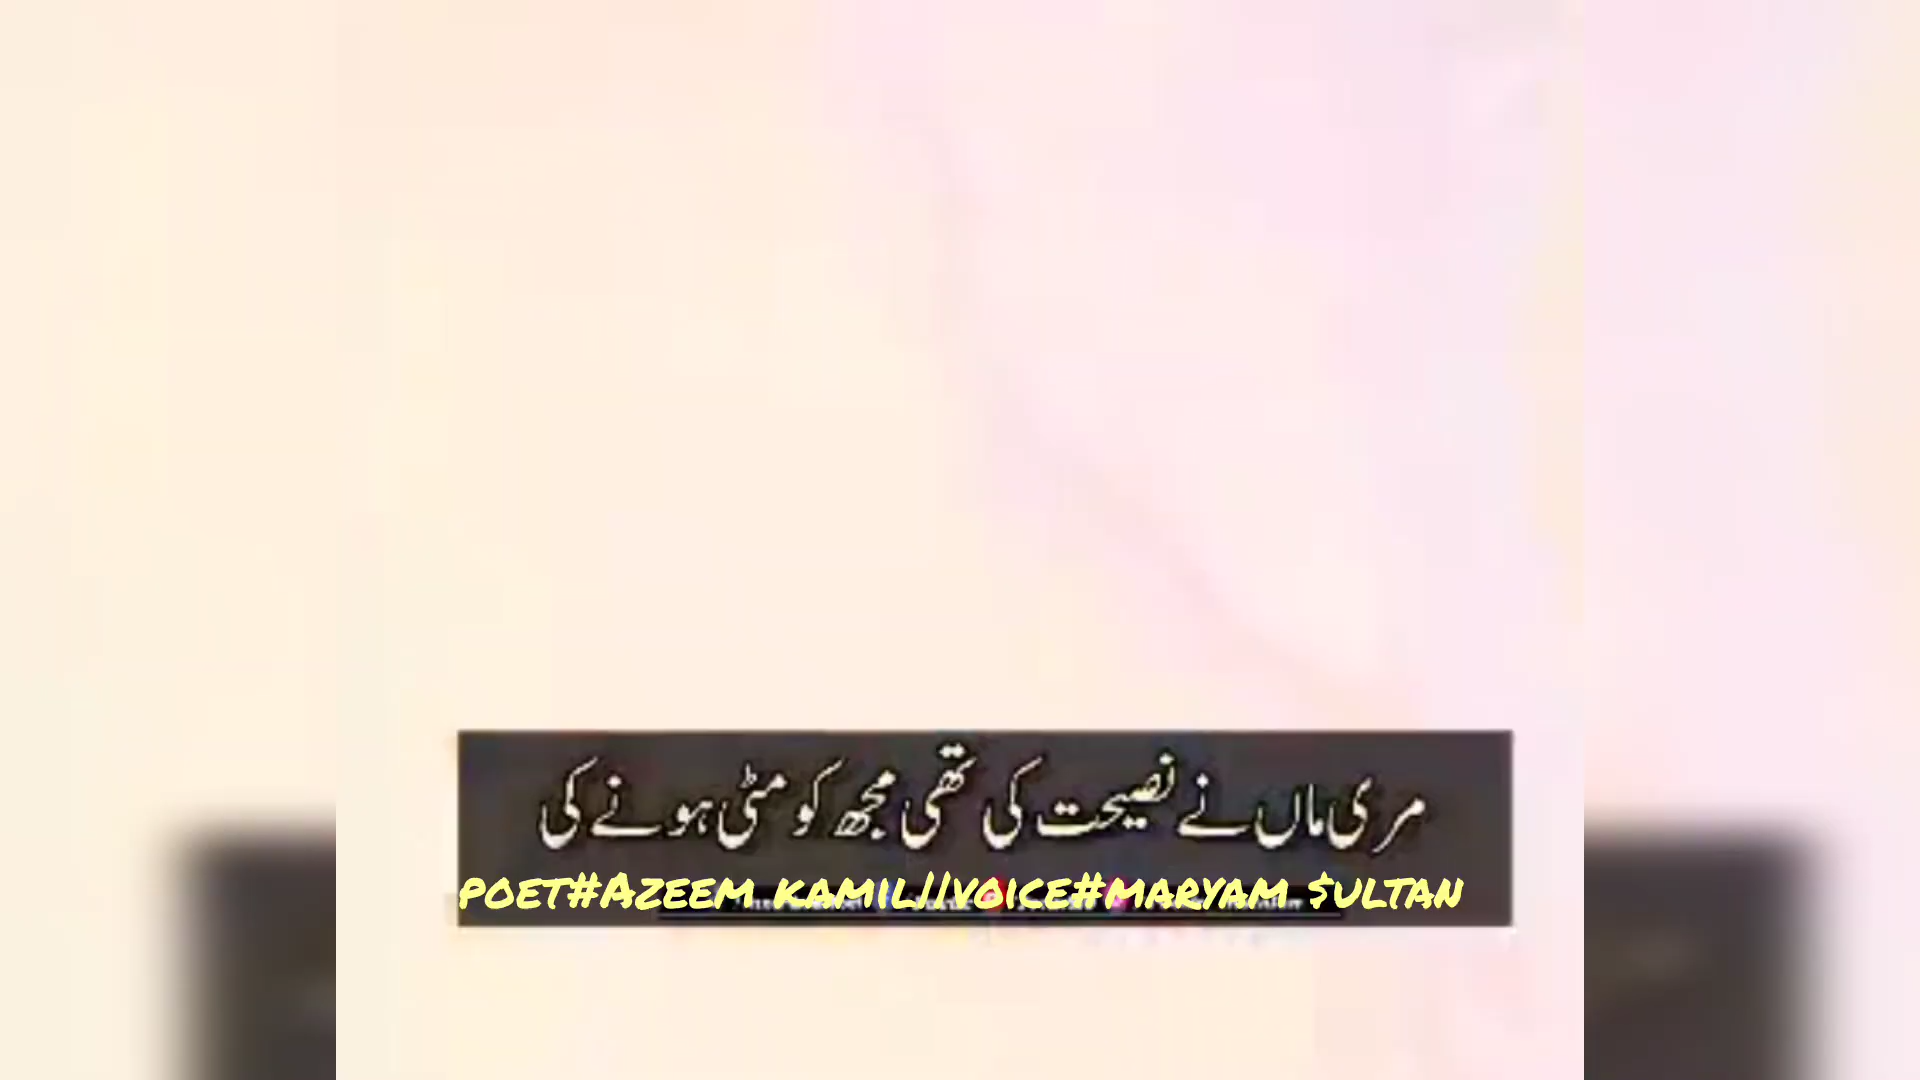 مری ماں نے نصیحت کی تھی مجھ کو مٹی ہونے کی
poet#Azeem kamil//voice#maryam $ultan